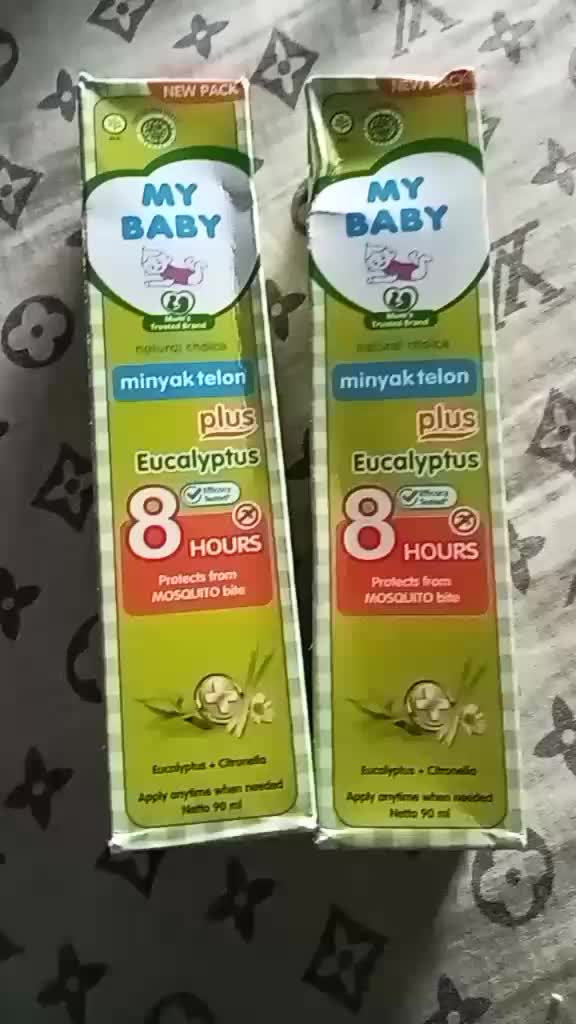 NEW PACK
MY
BABY
Mum's
Trusted Brand
natural choice
minyak telon
plus
Eucalyptus
Efficacy
Tested*
8
HOURS
Protects from
MOSQUITO bite
Eucalyptus + Citronella
Apply anytime when needed
Netto 90 ml
NEW PACK
MY
BABY
Mum's
Trusted Brand
natural choice
minyak telon
plus
Eucalyptus
Efficacy
Tested*
8
HOURS
Protects from
MOSQUITO bite
Eucalyptus + Citronella
Apply anytime when needed
Netto 90 ml